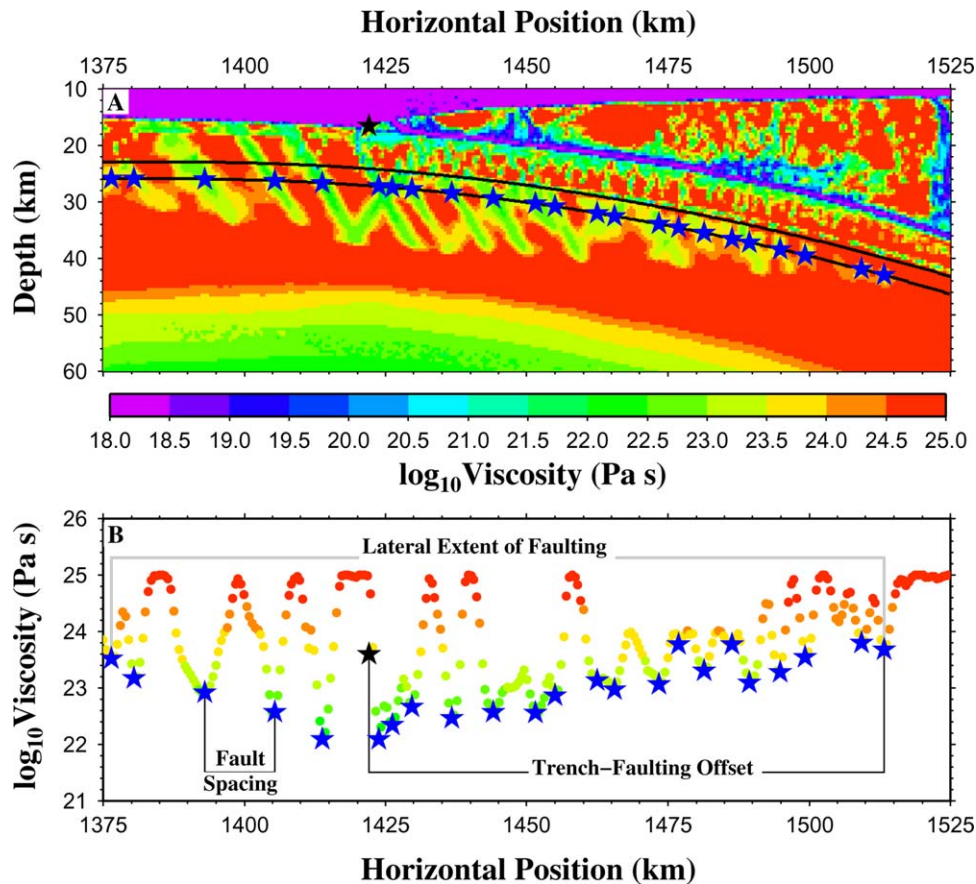 Horizontal Position (km)
1375 1400 1425 1450 1475 1500 1525
A
10
20
30
40
50
60
Depth (km)
18.0 18.5 19.0 19.5 20.0 20.5 21.0 21.5 22.0 22.5 23.0 23.5 24.0 24.5 25.0
log₁₀Viscosity (Pa s)
B
26
25
24
23
22
21
log₁₀Viscosity (Pa s)
Lateral Extent of Faulting
Fault
Spacing
Trench−Faulting Offset
1375 1400 1425 1450 1475 1500 1525
Horizontal Position (km)